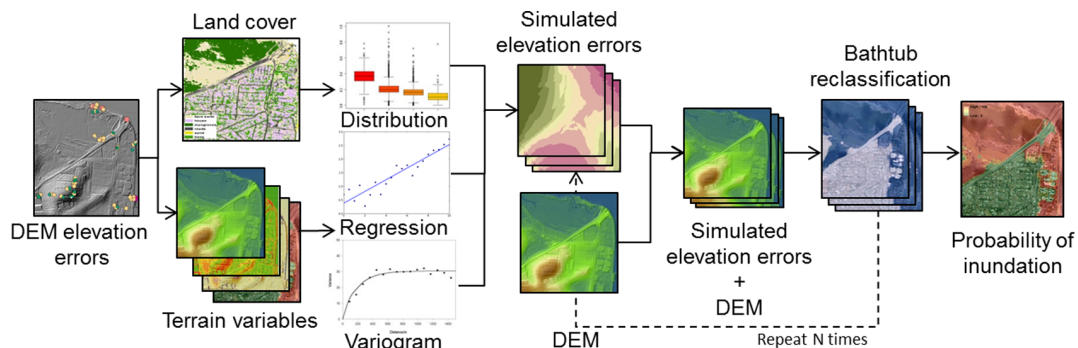 Land cover
Distribution
DEM elevation
errors
Terrain variables
Regression
Variogram
Simulated
elevation errors
DEM
Simulated
elevation errors
+
DEM
Bathtub
reclassification
Repeat N times
Probability of
inundation